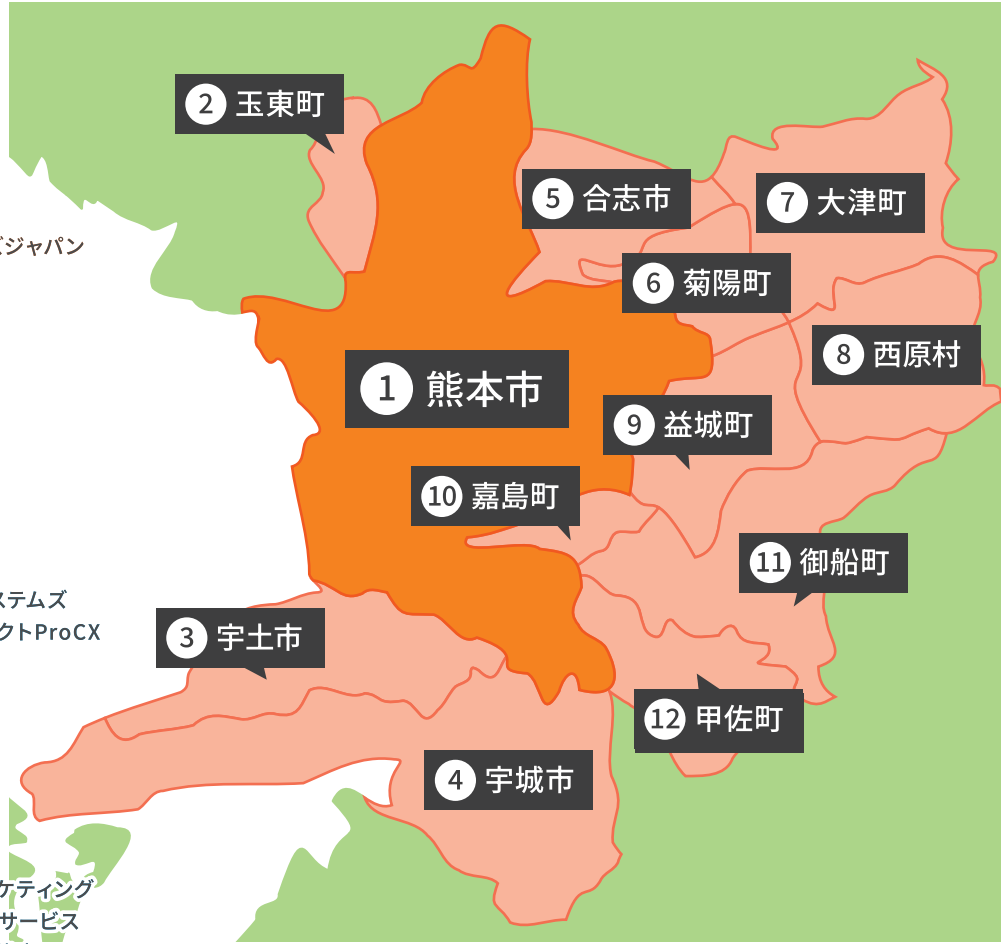 ② 玉東町
⑤ 合志市
⑦ 大津町
ズジャパン
⑥ 菊陽町
⑧ 西原村
① 熊本市
⑨ 益城町
⑩ 嘉島町
⑪ 御船町
ステムズ
クトProCX
③ 宇土市
⑫ 甲佐町
④ 宇城市
ケティング
サービス